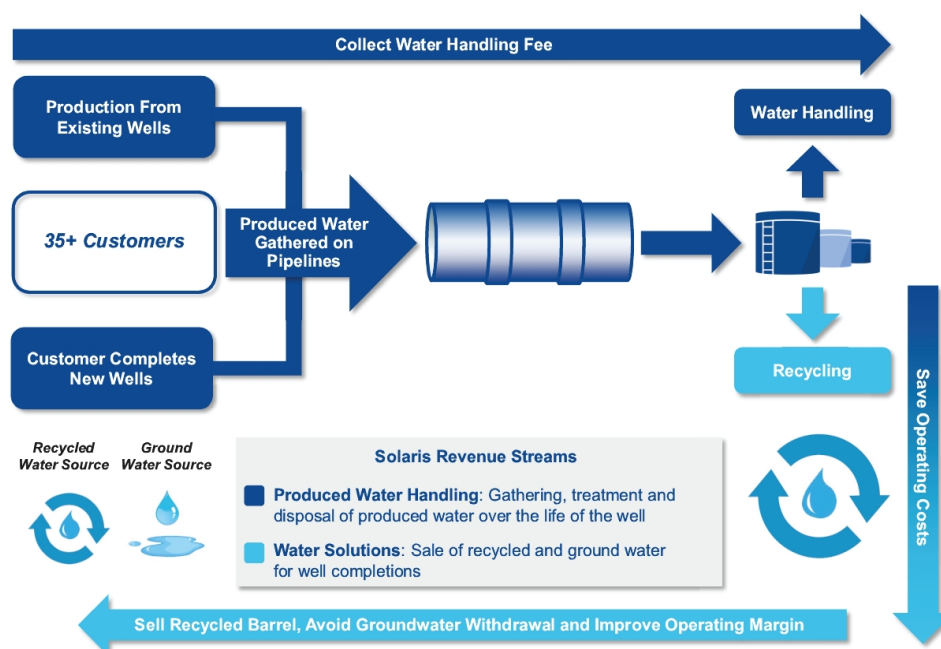 Collect Water Handling Fee
Production From
Existing Wells
Water Handling
35+ Customers
Produced Water
Gathered on
Pipelines
Customer Completes
New Wells
Recycling
Save Operating Costs
Recycled
Water Source
Ground
Water Source
Solaris Revenue Streams
Produced Water Handling: Gathering, treatment and
disposal of produced water over the life of the well
Water Solutions: Sale of recycled and ground water
for well completions
Sell Recycled Barrel, Avoid Groundwater Withdrawal and Improve Operating Margin